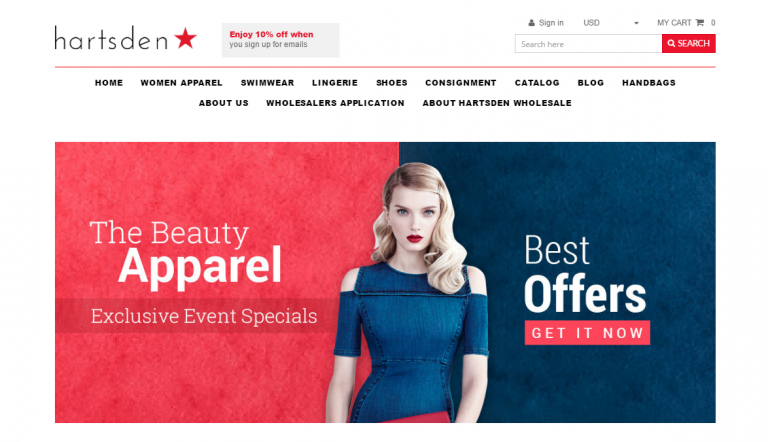 hartsden
Enjoy 10% off when
you sign up for emails
Sign in
USD
MY CART 0
Search here
SEARCH
HOME WOMEN APPAREL SWIMWEAR LINGERIE SHOES CONSIGNMENT CATALOG BLOG HANDBAGS
ABOUT US WHOLESALERS APPLICATION ABOUT HARTSDEN WHOLESALE
The Beauty
Apparel
Exclusive Event Specials
Best
Offers
GET IT NOW